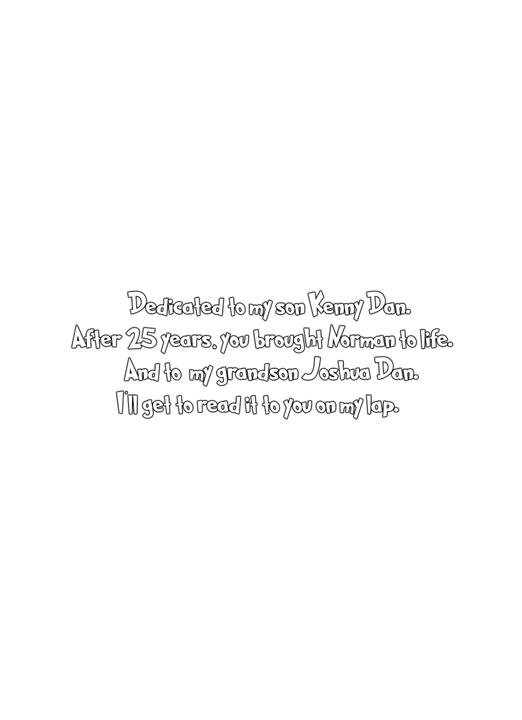 Dedicated to my son Kenny Dan.
After 25 years, you brought Norman to life.
And to my grandson Joshua Dan.
I'll get to read it to you on my lap.